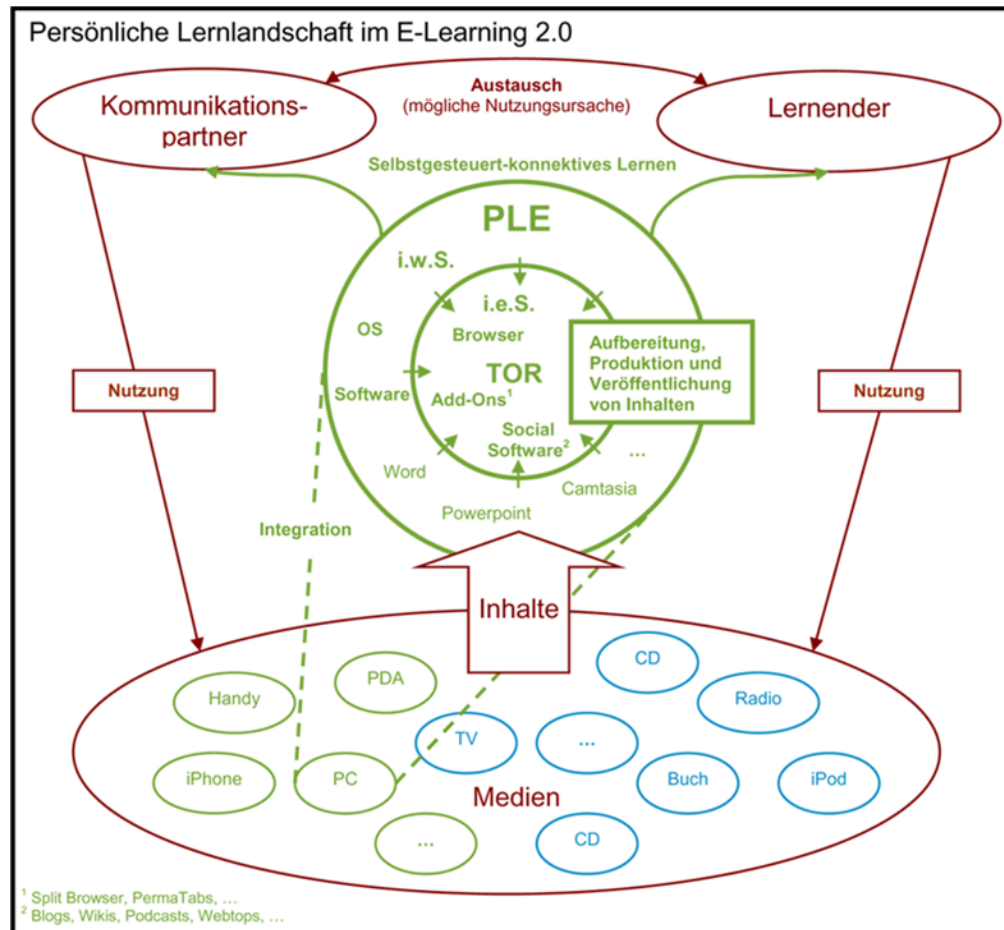 Persönliche Lernlandschaft im E-Learning 2.0
Austausch
(mögliche Nutzungsursache)
Kommunikations-
partner
Lernender
Selbstgesteuert-konnektives Lernen
PLE
i.w.S.
i.e.S.
OS
Browser
Aufbereitung,
Produktion und
Veröffentlichung
von Inhalten
TOR
Nutzung
Nutzung
Software
Add-Ons¹
Social
Software²
...
Word
Camtasia
Powerpoint
Integration
Inhalte
CD
PDA
Handy
Radio
TV
...
iPhone
PC
Buch
iPod
Medien
...
CD
¹ Split Browser, PermaTabs, ...
² Blogs, Wikis, Podcasts, Webtops, ...